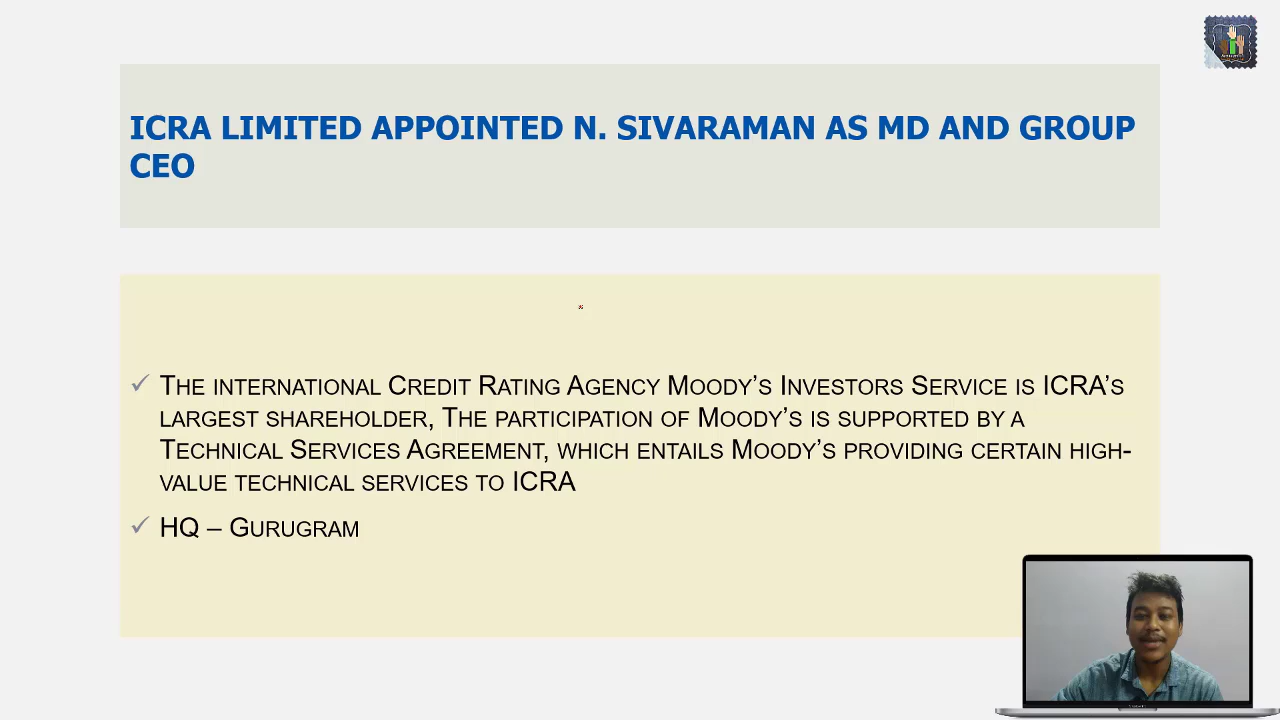 ICRA LIMITED APPOINTED N. SIVARAMAN AS MD AND GROUP
CEO
✓ THE INTERNATIONAL CREDIT RATING AGENCY MOODY’S INVESTORS SERVICE IS ICRA’S
LARGEST SHAREHOLDER, THE PARTICIPATION OF MOODY’S IS SUPPORTED BY A
TECHNICAL SERVICES AGREEMENT, WHICH ENTAILS MOODY’S PROVIDING CERTAIN HIGH-
VALUE TECHNICAL SERVICES TO ICRA
✓ HQ – GURUGRAM